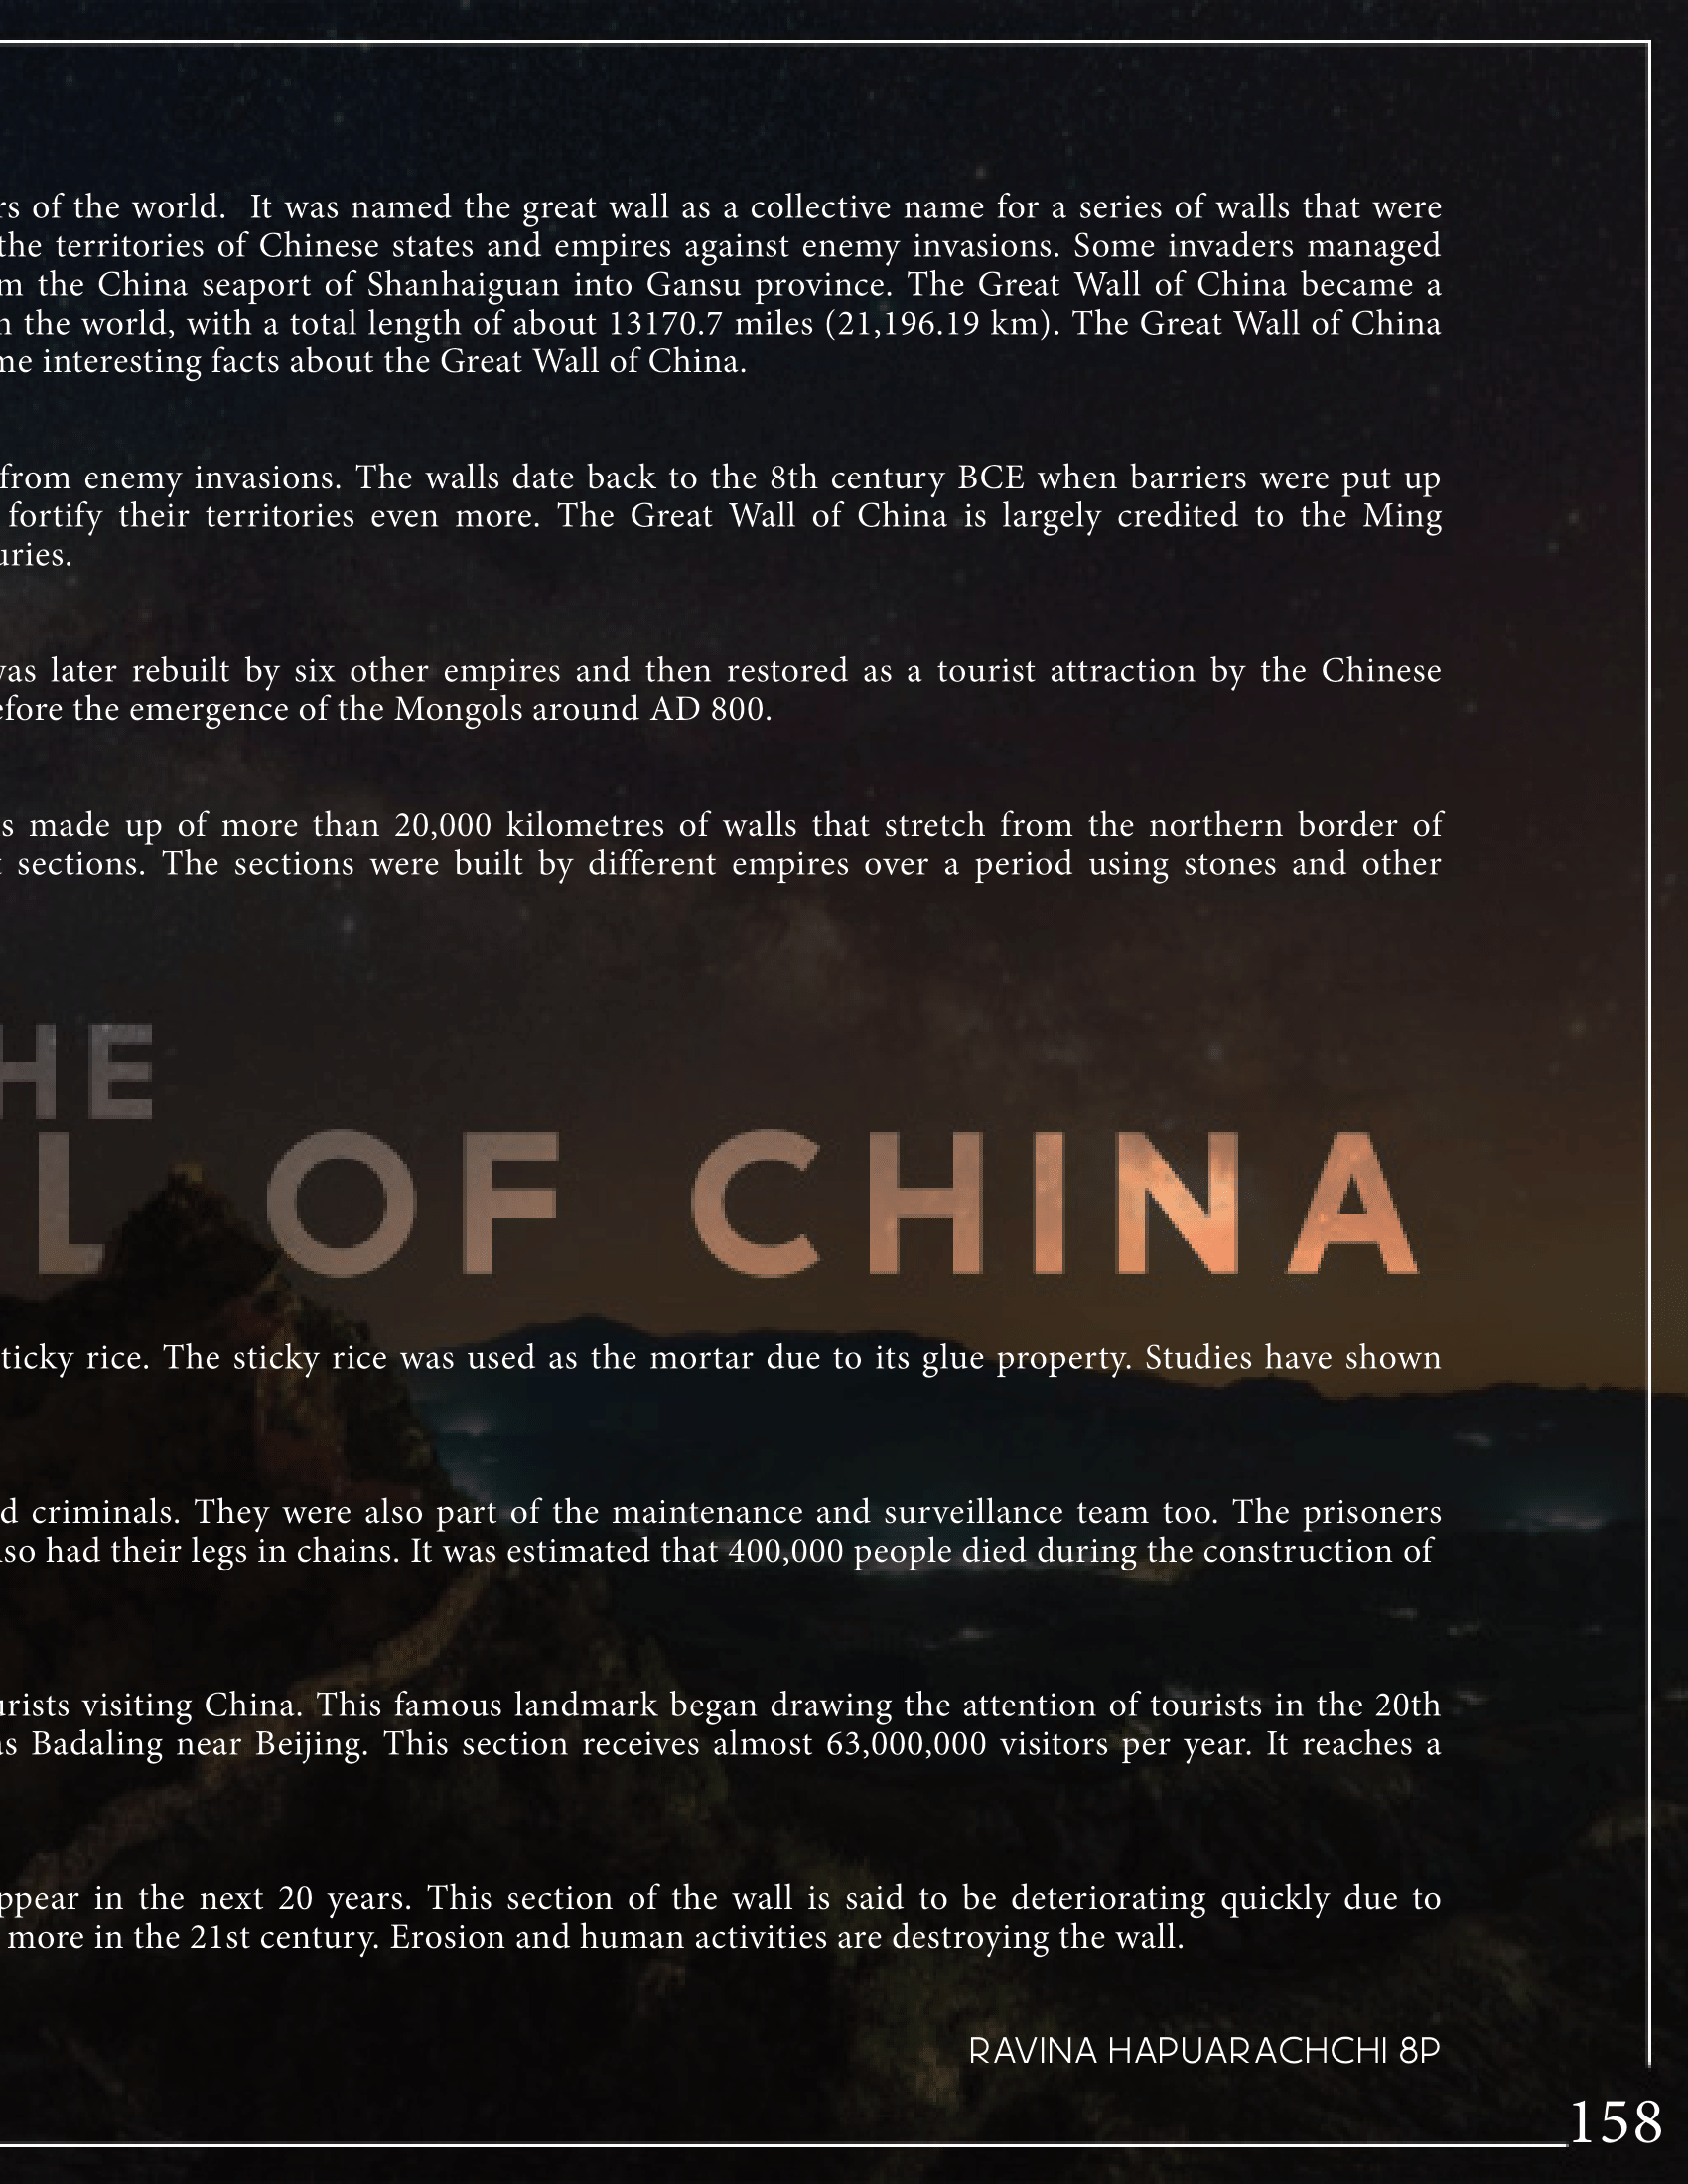 rs of the world.  It was named the great wall as a collective name for a series of walls that were
the territories of Chinese states and empires against enemy invasions. Some invaders managed
m the China seaport of Shanhaiguan into Gansu province. The Great Wall of China became a
n the world, with a total length of about 13170.7 miles (21,196.19 km). The Great Wall of China
me interesting facts about the Great Wall of China.
from enemy invasions. The walls date back to the 8th century BCE when barriers were put up
fortify their territories even more. The Great Wall of China is largely credited to the Ming
uries.
was later rebuilt by six other empires and then restored as a tourist attraction by the Chinese
efore the emergence of the Mongols around AD 800.
s made up of more than 20,000 kilometres of walls that stretch from the northern border of
t sections. The sections were built by different empires over a period using stones and other
HE
L OF CHINA
ticky rice. The sticky rice was used as the mortar due to its glue property. Studies have shown
d criminals. They were also part of the maintenance and surveillance team too. The prisoners
lso had their legs in chains. It was estimated that 400,000 people died during the construction of
urists visiting China. This famous landmark began drawing the attention of tourists in the 20th
as Badaling near Beijing. This section receives almost 63,000,000 visitors per year. It reaches a
ppear in the next 20 years. This section of the wall is said to be deteriorating quickly due to
more in the 21st century. Erosion and human activities are destroying the wall.
RAVINA HAPUARACHCHI 8P
158